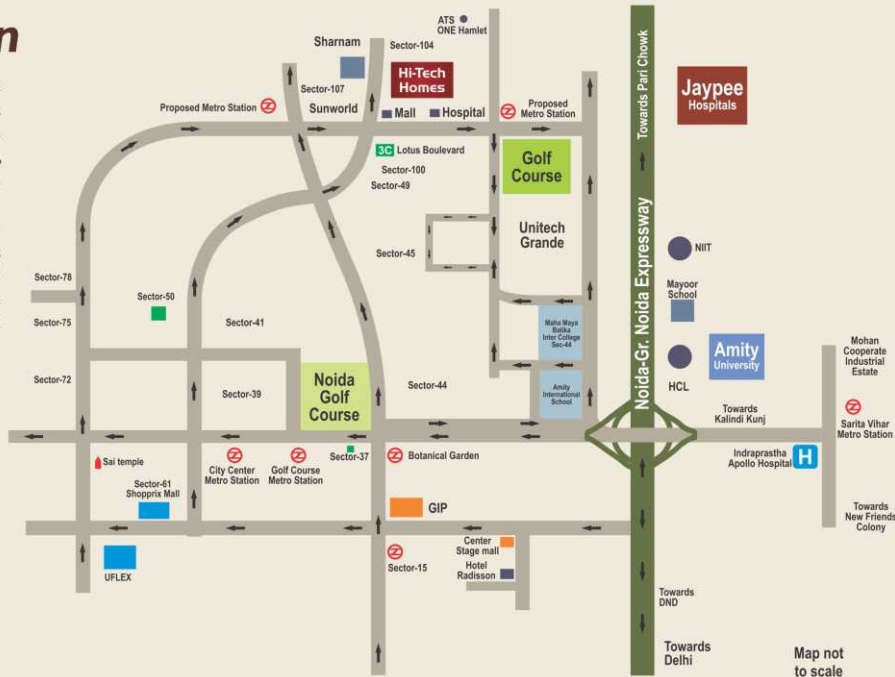 n
ATS
ONE Hamlet
Sharnam
Sector-104
Hi-Tech
Homes
Sector-107
Sunworld
Proposed Metro Station
Mall
Hospital
Proposed
Metro Station
Towards Pari Chowk
Jaypee
Hospitals
3C Lotus Boulevard
Sector-100
Sector-49
Golf
Course
Unitech
Grande
Sector-45
Noida-Gr. Noida Expressway
NIIT
Mayoor
School
Sector-78
Sector-50
Sector-75
Sector-41
Maha Maya
Balika
Inter College
Sec-44
Amity
University
HCL
Mohan
Cooperate
Industrial
Estate
Sector-72
Sector-39
Noida
Golf
Course
Sector-44
Amity
International
School
Towards
Kalindi Kunj
Sarita Vihar
Metro Station
Sai temple
City Center
Metro Station
Golf Course
Metro Station
Sector-37
Botanical Garden
Indraprastha
Apollo Hospital
H
Sector-61
Shopprix Mall
GIP
Towards
New Friends
Colony
UFLEX
Sector-15
Center
Stage mall
Hotel
Radisson
Towards
DND
Towards
Delhi
Map not
to scale